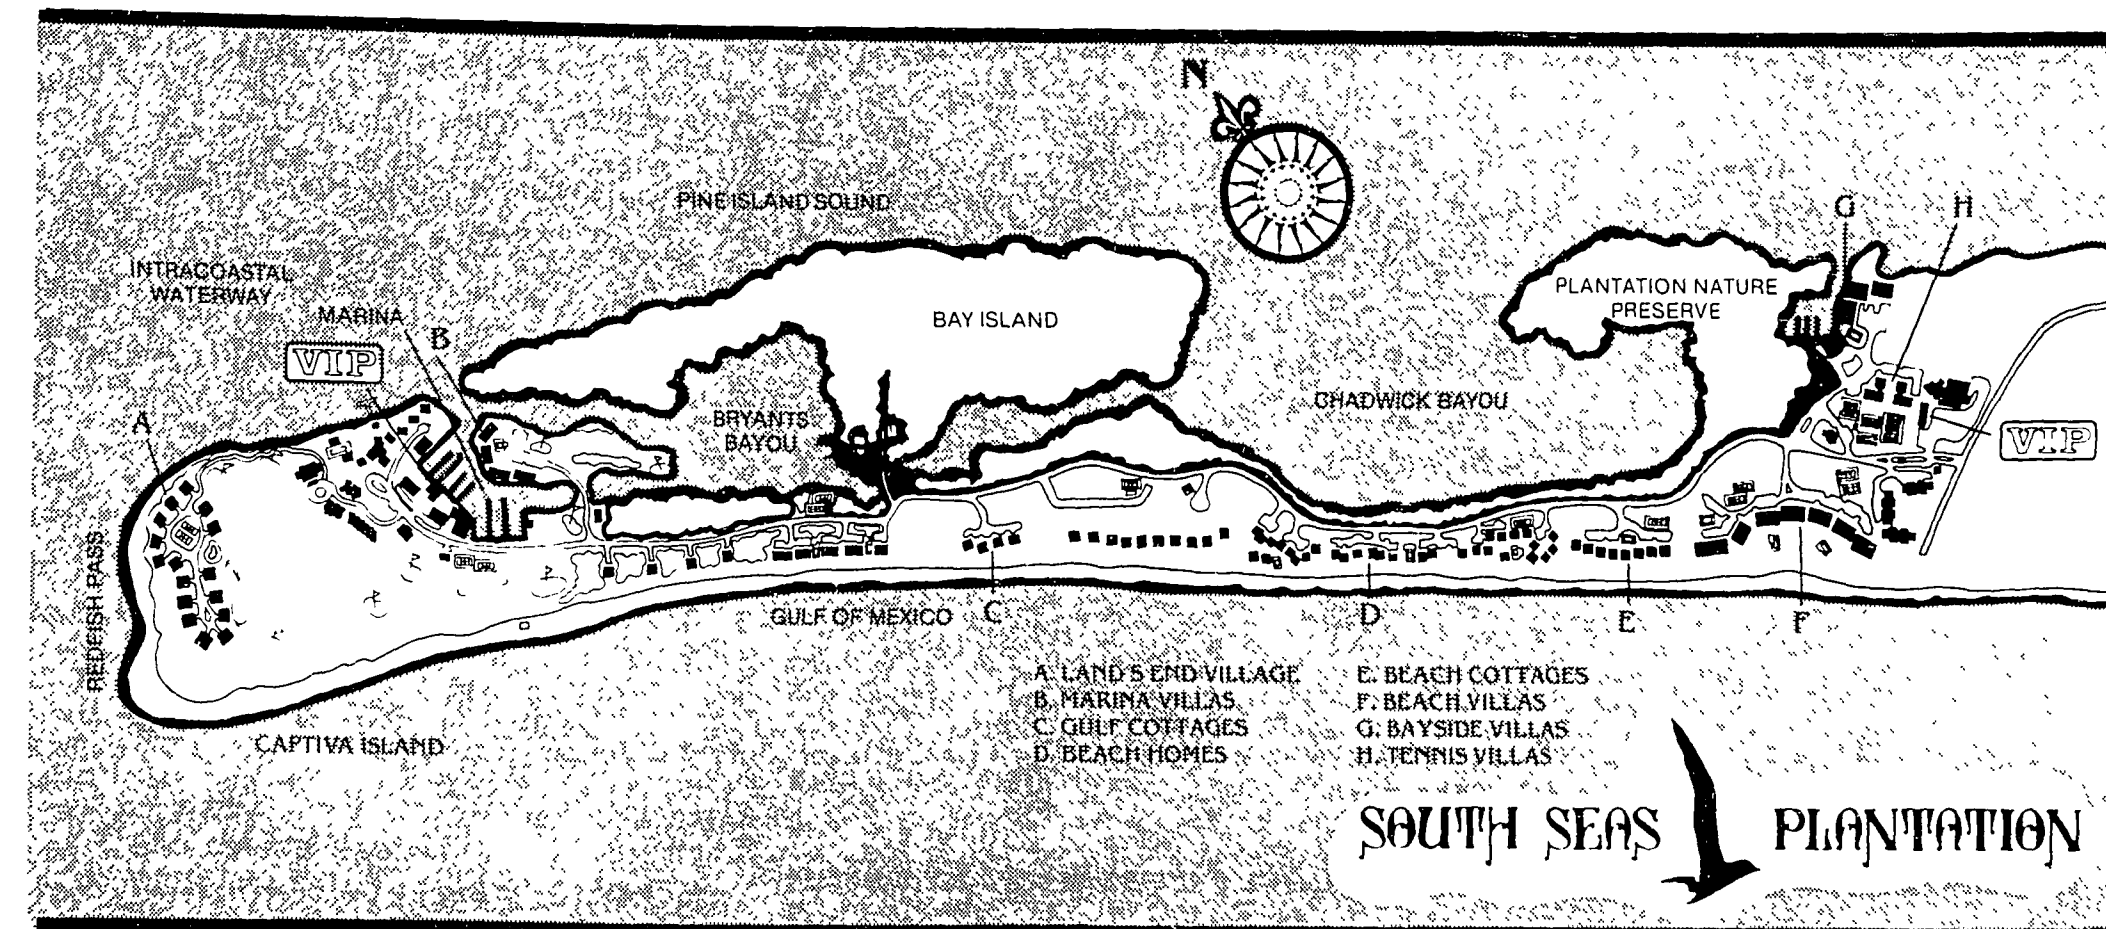 N
PINE ISLAND SOUND
G
H
INTRACOASTAL
WATERWAY
MARINA
B
VIP
BAY ISLAND
PLANTATION NATURE
PRESERVE
A
BRYANTS
BAYOU
CHADWICK BAYOU
VIP
REDFISH PASS
GULF OF MEXICO
C
D
E
F
CAPTIVA ISLAND
A. LAND'S END VILLAGE
B. MARINA VILLAS
C. GULF COTTAGES
D. BEACH HOMES
E. BEACH COTTAGES
F. BEACH VILLAS
G. BAYSIDE VILLAS
H. TENNIS VILLAS
SOUTH SEAS PLANTATION